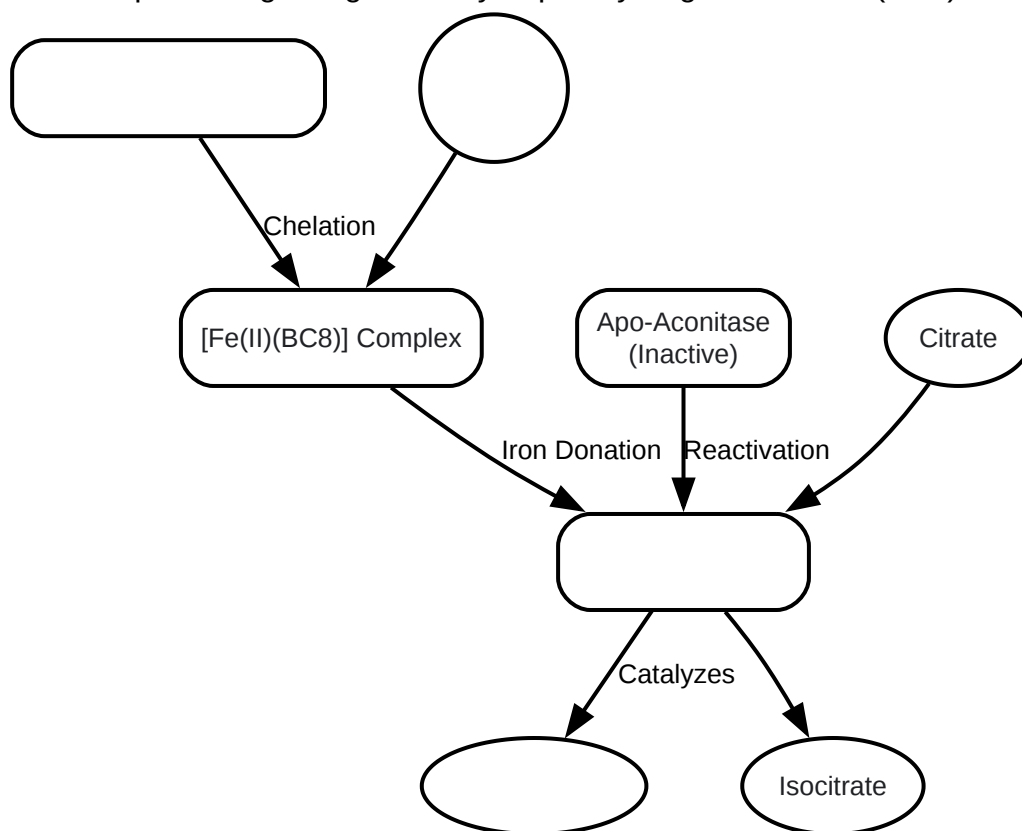 Chelation
[Fe(II)(BC8)] Complex
Apo-Aconitase
(Inactive)
Citrate
Iron Donation
Reactivation
Catalyzes
Isocitrate